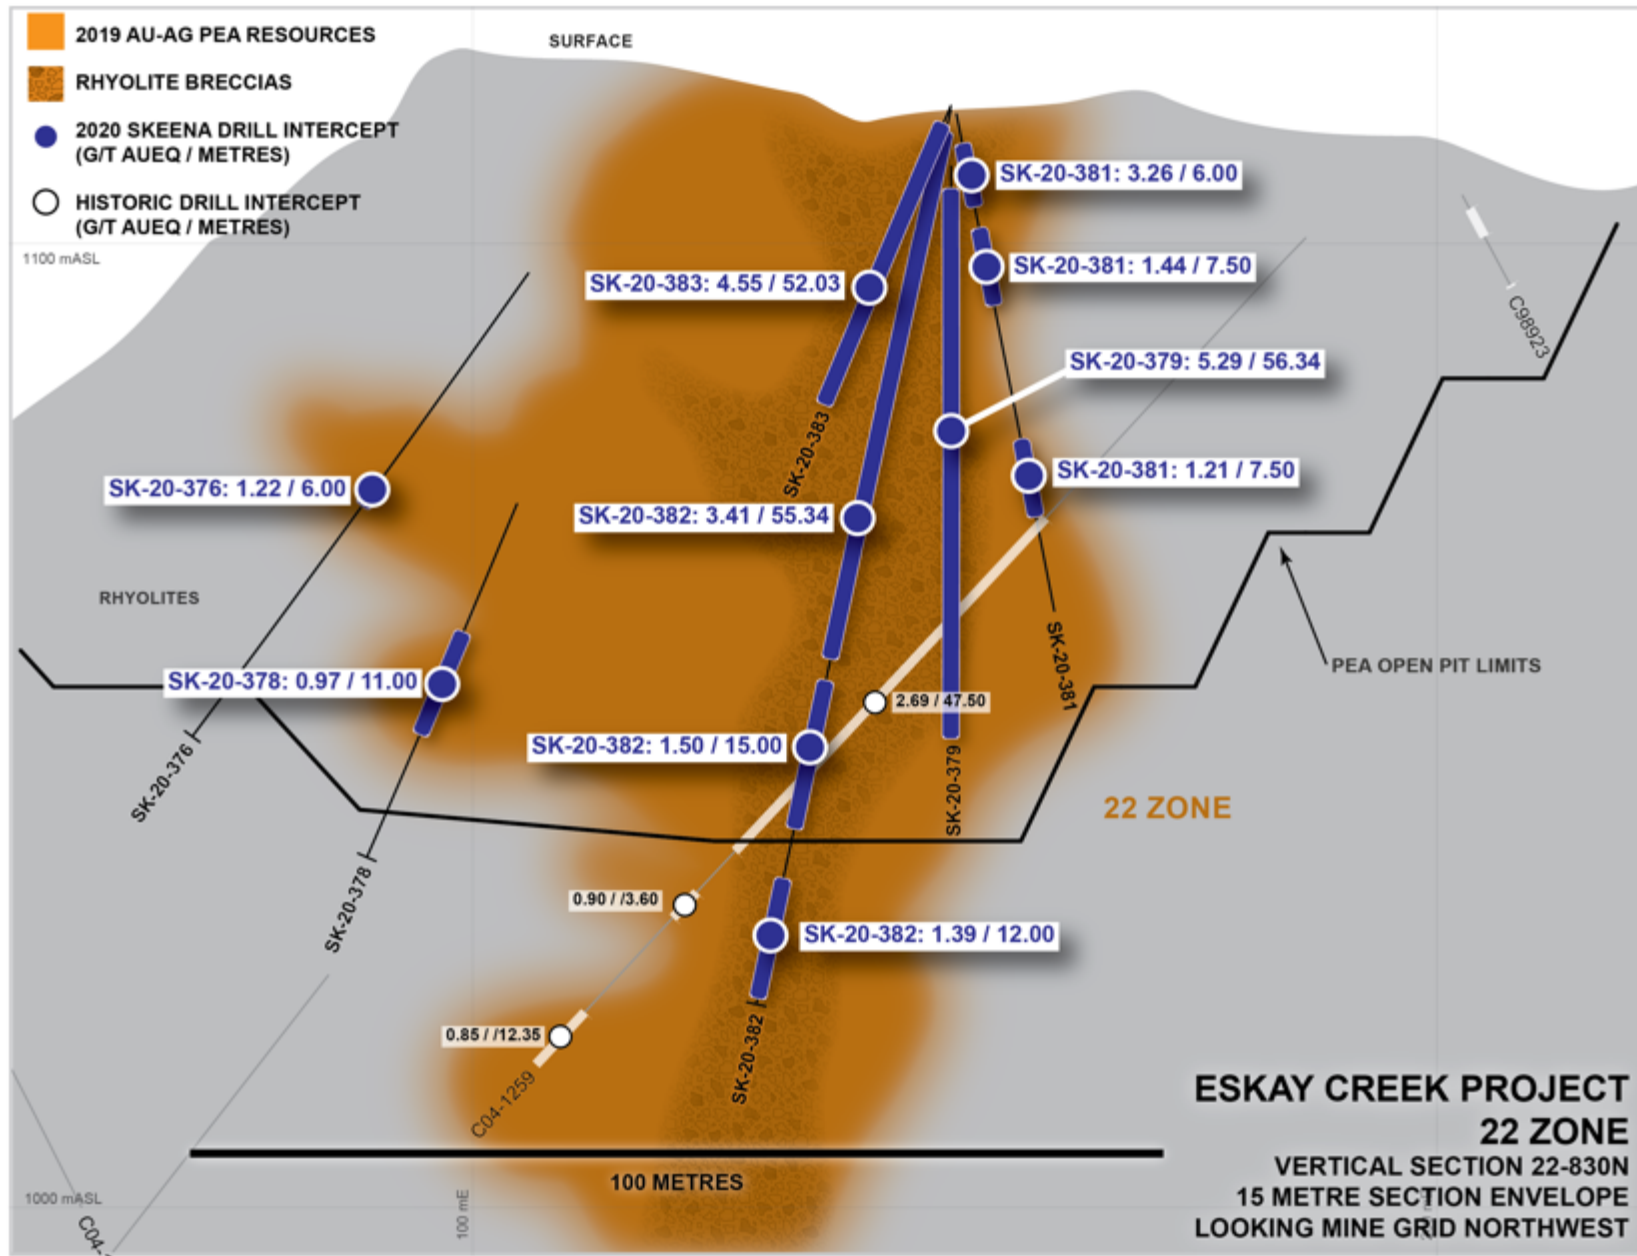 2019 AU-AG PEA RESOURCES
RHYOLITE BRECCIAS
2020 SKEENA DRILL INTERCEPT
(G/T AUEQ / METRES)
HISTORIC DRILL INTERCEPT
(G/T AUEQ / METRES)
SURFACE
1100 mASL
SK-20-381: 3.26 / 6.00
SK-20-381: 1.44 / 7.50
SK-20-383: 4.55 / 52.03
C98923
SK-20-379: 5.29 / 56.34
SK-20-383
SK-20-381: 1.21 / 7.50
SK-20-376: 1.22 / 6.00
SK-20-382: 3.41 / 55.34
RHYOLITES
SK-20-381
PEA OPEN PIT LIMITS
SK-20-378: 0.97 / 11.00
2.69 / 47.50
SK-20-382: 1.50 / 15.00
SK-20-376
SK-20-379
22 ZONE
SK-20-378
0.90 / /3.60
SK-20-382: 1.39 / 12.00
0.85 / /12.35
SK-20-382
C04-1259
100 METRES
1000 mASL
100 mE
C04-
ESKAY CREEK PROJECT
22 ZONE
VERTICAL SECTION 22-830N
15 METRE SECTION ENVELOPE
LOOKING MINE GRID NORTHWEST